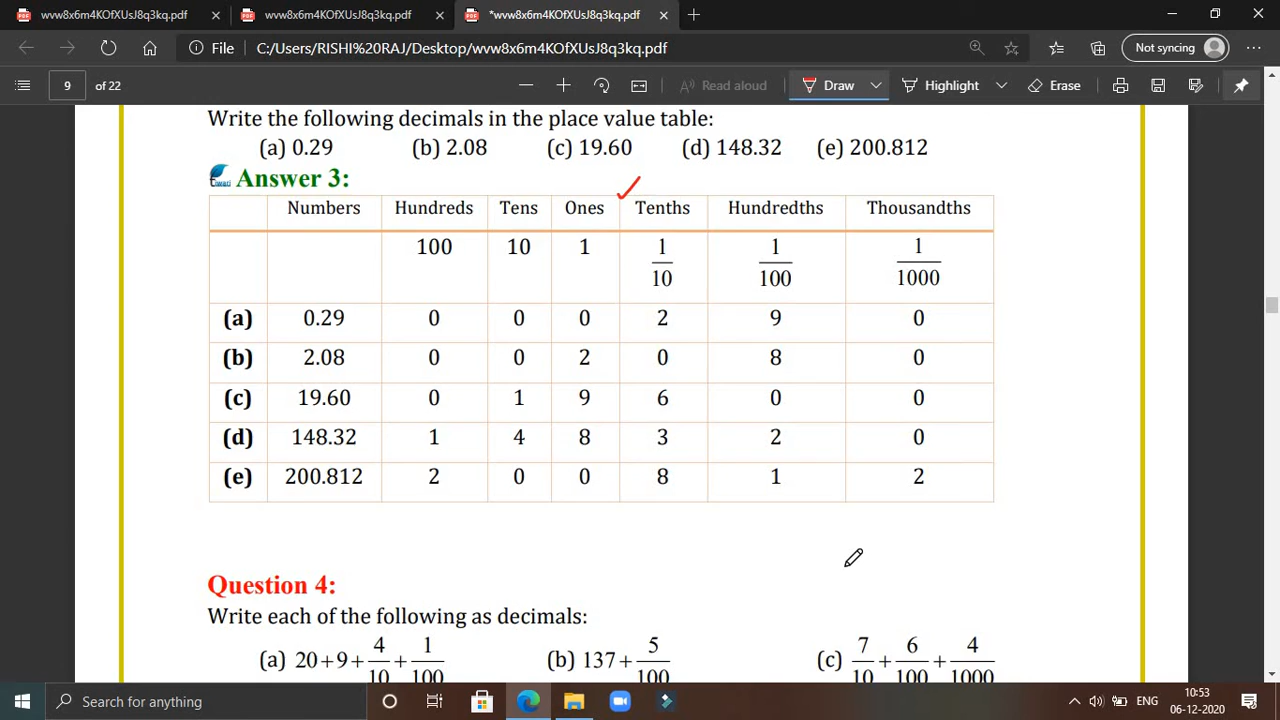 wvw8x6m4KOfXUsJ8q3kq.pdf
wvw8x6m4KOfXUsJ8q3kq.pdf
*wvw8x6m4KOfXUsJ8q3kq.pdf
File C:/Users/RISHI%20RAJ/Desktop/wvw8x6m4KOfXUsJ8q3kq.pdf Not syncing
9 of 22 Read aloud Draw Highlight Erase
Write the following decimals in the place value table:
(a) 0.29 (b) 2.08 (c) 19.60 (d) 148.32 (e) 200.812
Tiwari Answer 3:
Numbers Hundreds Tens Ones Tenths Hundredths Thousandths
100 10 1 1/10 1/100 1/1000
(a) 0.29 0 0 0 2 9 0
(b) 2.08 0 0 2 0 8 0
(c) 19.60 0 1 9 6 0 0
(d) 148.32 1 4 8 3 2 0
(e) 200.812 2 0 0 8 1 2
Question 4:
Write each of the following as decimals:
(a) 20+9+4/10+1/100 (b) 137+5/100 (c) 7/10+6/100+4/1000
Type here to search ENG 10:53
06-12-2020